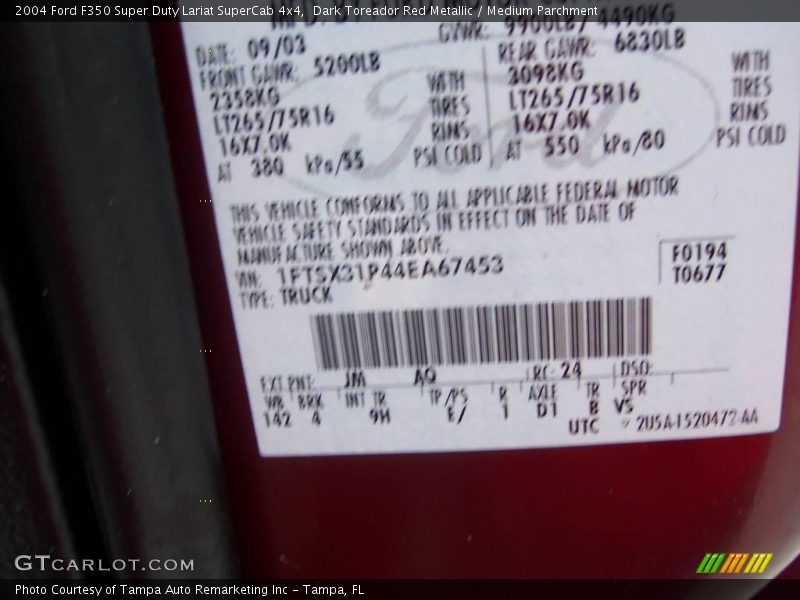 2004 Ford F350 Super Duty Lariat SuperCab 4x4, Dark Toreador Red Metallic / Medium Parchment
DATE: 09/03 GVWR: 9900LB/ 4490KG
FRONT GAWR: 5200LB REAR GAWR: 6830LB
2358KG WITH 3098KG WITH
LT265/75R16 TIRES LT265/75R16 TIRES
16X7.0K RIMS 16X7.0K RIMS
AT 380 kPa/55 PSI COLD AT 550 kPa/80 PSI COLD
THIS VEHICLE CONFORMS TO ALL APPLICABLE FEDERAL MOTOR
VEHICLE SAFETY STANDARDS IN EFFECT ON THE DATE OF
MANUFACTURE SHOWN ABOVE.
VIN: 1FTSX31P44EA67453 F0194
TYPE: TRUCK T0677
EXT PNT: JM AQ RC: 24 DSO:
WB BRK INT TR TP/PS R AXLE TR SPR
142 4 9H E/ 1 D1 B V5
UTC 2U5A-1520472-AA
Ford
GTCARLOT.COM
Photo Courtesy of Tampa Auto Remarketing Inc - Tampa, FL